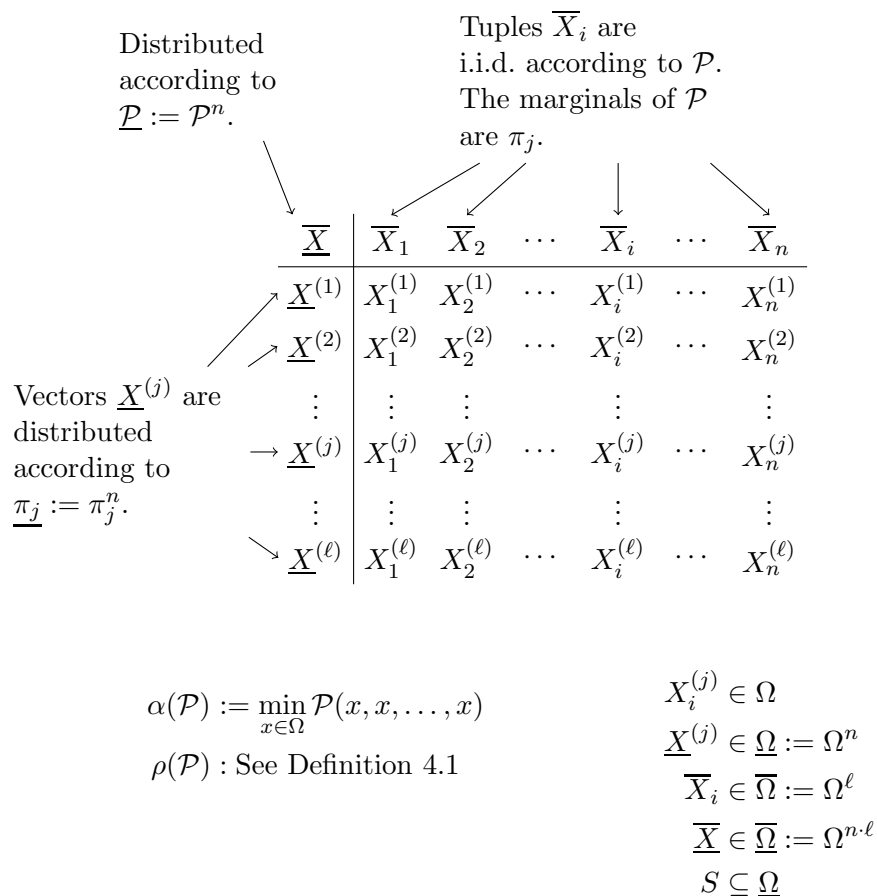 Distributed
according to
$\underline{\mathcal{P}} := \mathcal{P}^n$.
Tuples $\overline{X}_i$ are
i.i.d. according to $\mathcal{P}$.
The marginals of $\mathcal{P}$
are $\pi_j$.
$\underline{\overline{X}}$ $\overline{X}_1$ $\overline{X}_2$ $\cdots$ $\overline{X}_i$ $\cdots$ $\overline{X}_n$
$\underline{X}^{(1)}$ $X_1^{(1)}$ $X_2^{(1)}$ $\cdots$ $X_i^{(1)}$ $\cdots$ $X_n^{(1)}$
$\underline{X}^{(2)}$ $X_1^{(2)}$ $X_2^{(2)}$ $\cdots$ $X_i^{(2)}$ $\cdots$ $X_n^{(2)}$
$\vdots$ $\vdots$ $\vdots$ $\vdots$ $\vdots$
$\underline{X}^{(j)}$ $X_1^{(j)}$ $X_2^{(j)}$ $\cdots$ $X_i^{(j)}$ $\cdots$ $X_n^{(j)}$
$\vdots$ $\vdots$ $\vdots$ $\vdots$ $\vdots$
$\underline{X}^{(\ell)}$ $X_1^{(\ell)}$ $X_2^{(\ell)}$ $\cdots$ $X_i^{(\ell)}$ $\cdots$ $X_n^{(\ell)}$
Vectors $\underline{X}^{(j)}$ are
distributed
according to
$\underline{\pi_j} := \pi_j^n$.
$\alpha(\mathcal{P}) := \min_{x \in \Omega} \mathcal{P}(x, x, \ldots, x)$
$\rho(\mathcal{P})$ : See Definition 4.1
$X_i^{(j)} \in \Omega$
$\underline{X}^{(j)} \in \underline{\Omega} := \Omega^n$
$\overline{X}_i \in \overline{\Omega} := \Omega^\ell$
$\underline{\overline{X}} \in \underline{\overline{\Omega}} := \Omega^{n \cdot \ell}$
$S \subseteq \underline{\Omega}$